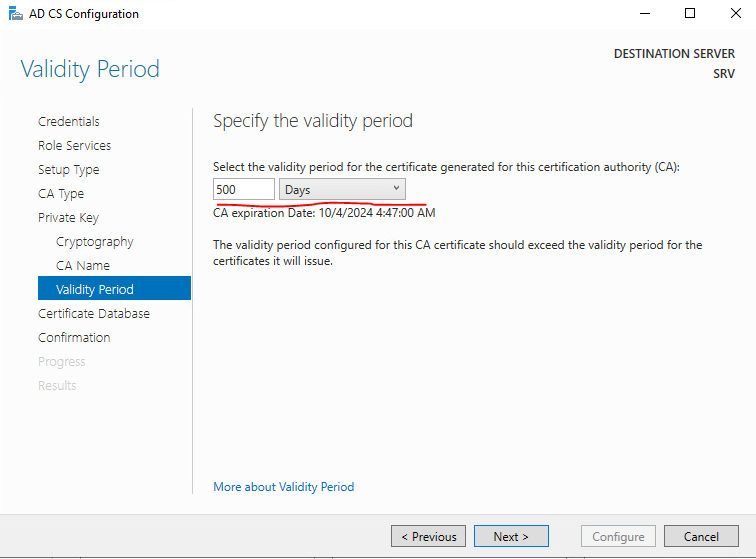 AD CS Configuration
Validity Period
DESTINATION SERVER
SRV
Credentials
Role Services
Setup Type
CA Type
Private Key
Cryptography
CA Name
Validity Period
Certificate Database
Confirmation
Progress
Results
Specify the validity period
Select the validity period for the certificate generated for this certification authority (CA):
500 Days
CA expiration Date: 10/4/2024 4:47:00 AM
The validity period configured for this CA certificate should exceed the validity period for the
certificates it will issue.
More about Validity Period
< Previous Next > Configure Cancel